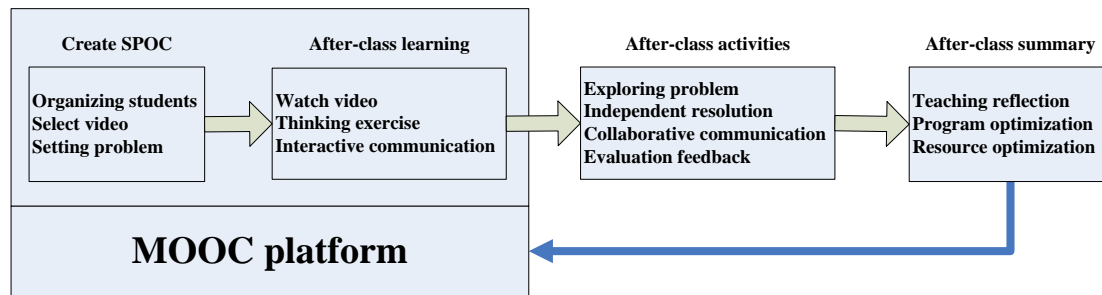 Create SPOC
Organizing students
Select video
Setting problem
After-class learning
Watch video
Thinking exercise
Interactive communication
After-class activities
Exploring problem
Independent resolution
Collaborative communication
Evaluation feedback
After-class summary
Teaching reflection
Program optimization
Resource optimization
MOOC platform